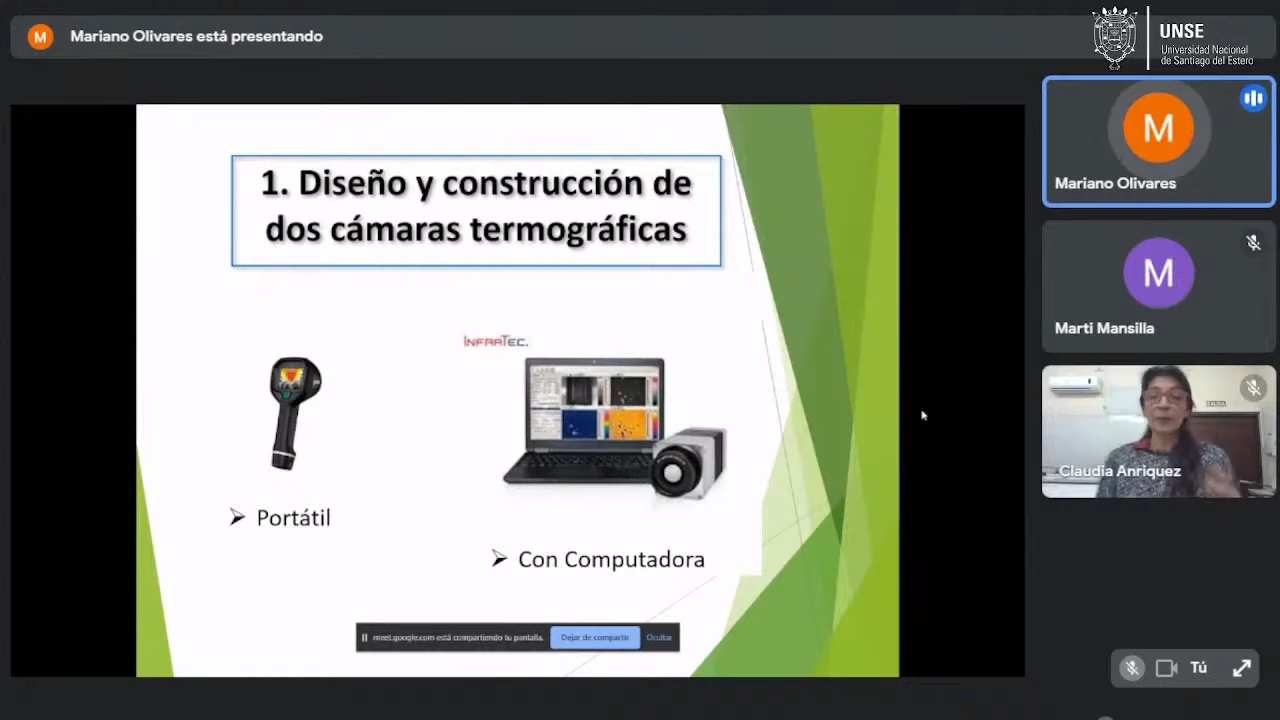 M
Mariano Olivares está presentando
UNSE
Universidad Nacional
de Santiago del Estero
1. Diseño y construcción de
dos cámaras termográficas
INFRATEC.
Portátil
Con Computadora
meet.google.com está compartiendo tu pantalla.
Dejar de compartir
Ocultar
M
Mariano Olivares
M
Marti Mansilla
SALIDA
Claudia Anriquez
Tú